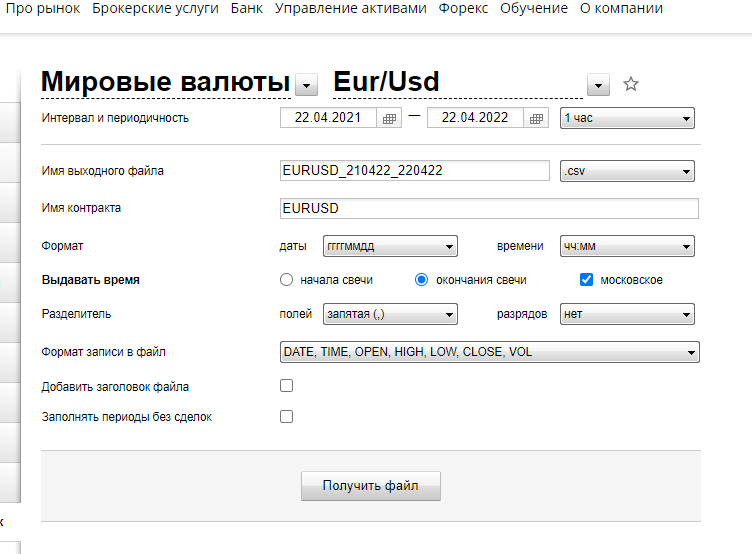 Про рынок Брокерские услуги Банк Управление активами Форекс Обучение О компании
Мировые валюты Eur/Usd
Интервал и периодичность 22.04.2021 — 22.04.2022 1 час
Имя выходного файла EURUSD_210422_220422 .csv
Имя контракта EURUSD
Формат даты ггггммдд времени чч:мм
Выдавать время начала свечи окончания свечи московское
Разделитель полей запятая (,) разрядов нет
Формат записи в файл DATE, TIME, OPEN, HIGH, LOW, CLOSE, VOL
Добавить заголовок файла
Заполнять периоды без сделок
Получить файл